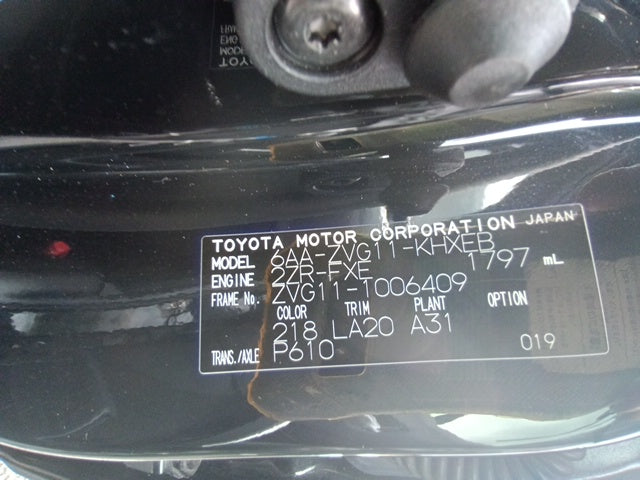 TOYOTA MOTOR CORPORATION JAPAN
MODEL 6AA-ZVG11-KHXEB
ENGINE 2ZR-FXE 1797 mL
FRAME No. ZVG11-1006409
COLOR TRIM PLANT OPTION
218 LA20 A31
TRANS./AXLE P610 019